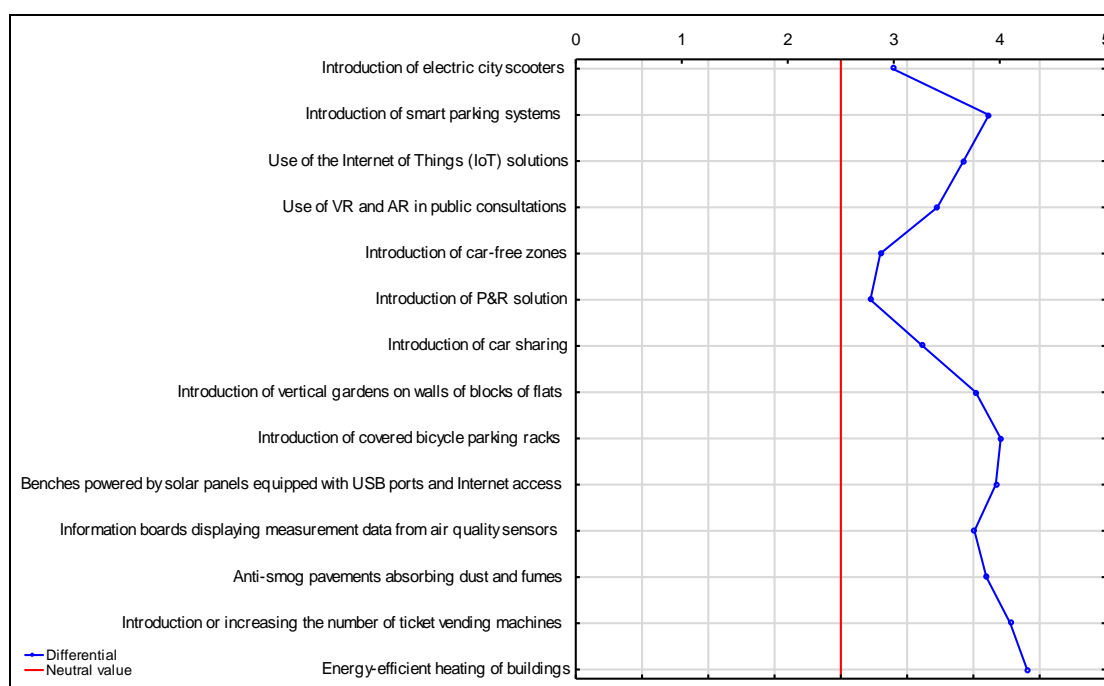 0 1 2 3 4 5
Introduction of electric city scooters
Introduction of smart parking systems
Use of the Internet of Things (IoT) solutions
Use of VR and AR in public consultations
Introduction of car-free zones
Introduction of P&R solution
Introduction of car sharing
Introduction of vertical gardens on walls of blocks of flats
Introduction of covered bicycle parking racks
Benches powered by solar panels equipped with USB ports and Internet access
Information boards displaying measurement data from air quality sensors
Anti-smog pavements absorbing dust and fumes
Introduction or increasing the number of ticket vending machines
Energy-efficient heating of buildings
Differential
Neutral value